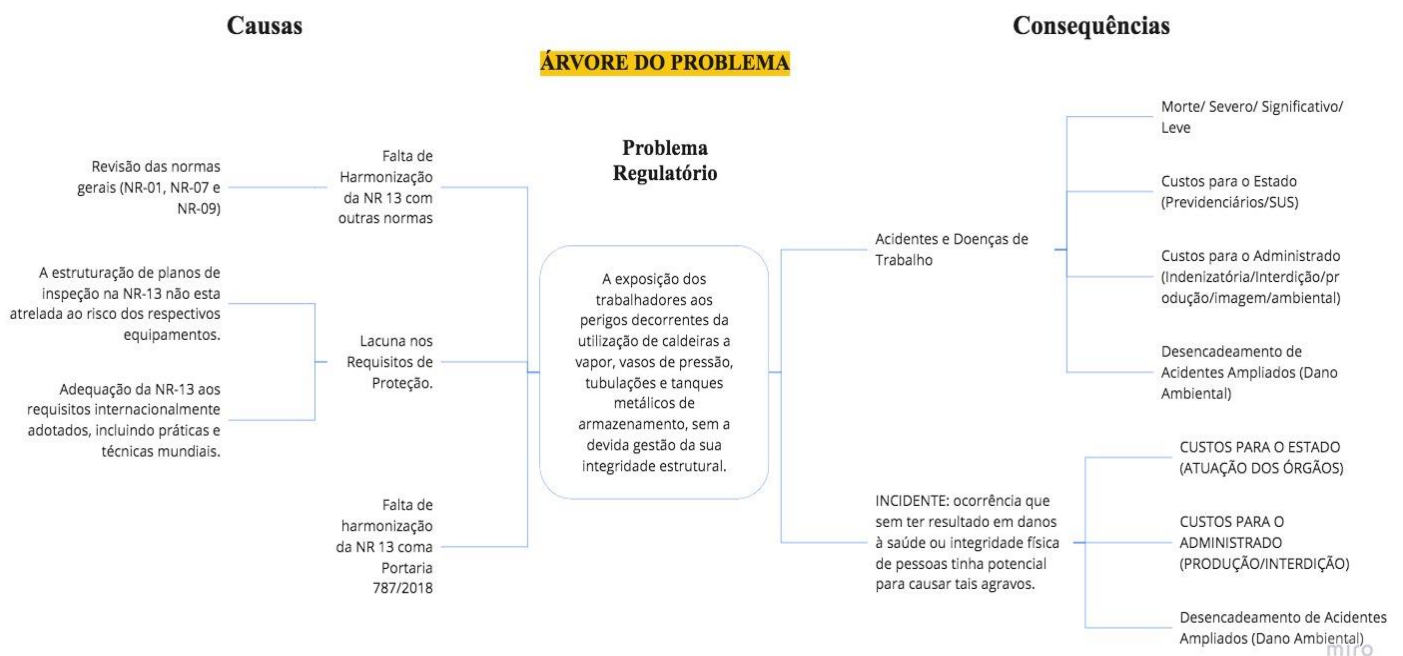 Causas
Consequências
ÁRVORE DO PROBLEMA
Problema
Regulatório
Revisão das normas
gerais (NR-01, NR-07 e
NR-09)
Falta de
Harmonização
da NR 13 com
outras normas
A estruturação de planos de
inspeção na NR-13 não esta
atrelada ao risco dos respectivos
equipamentos.
Adequação da NR-13 aos
requisitos internacionalmente
adotados, incluindo práticas e
técnicas mundiais.
Lacuna nos
Requisitos de
Proteção.
Falta de
harmonização
da NR 13 coma
Portaria
787/2018
A exposição dos
trabalhadores aos
perigos decorrentes da
utilização de caldeiras a
vapor, vasos de pressão,
tubulações e tanques
metálicos de
armazenamento, sem a
devida gestão da sua
integridade estrutural.
Acidentes e Doenças de
Trabalho
Morte/ Severo/ Significativo/
Leve
Custos para o Estado
(Previdenciários/SUS)
Custos para o Administrado
(Indenizatória/Interdição/pr
odução/imagem/ambiental)
Desencadeamento de
Acidentes Ampliados (Dano
Ambiental)
INCIDENTE: ocorrência que
sem ter resultado em danos
à saúde ou integridade física
de pessoas tinha potencial
para causar tais agravos.
CUSTOS PARA O ESTADO
(ATUAÇÃO DOS ÓRGÃOS)
CUSTOS PARA O
ADMINISTRADO
(PRODUÇÃO/INTERDIÇÃO)
Desencadeamento de Acidentes
Ampliados (Dano Ambiental)
miro